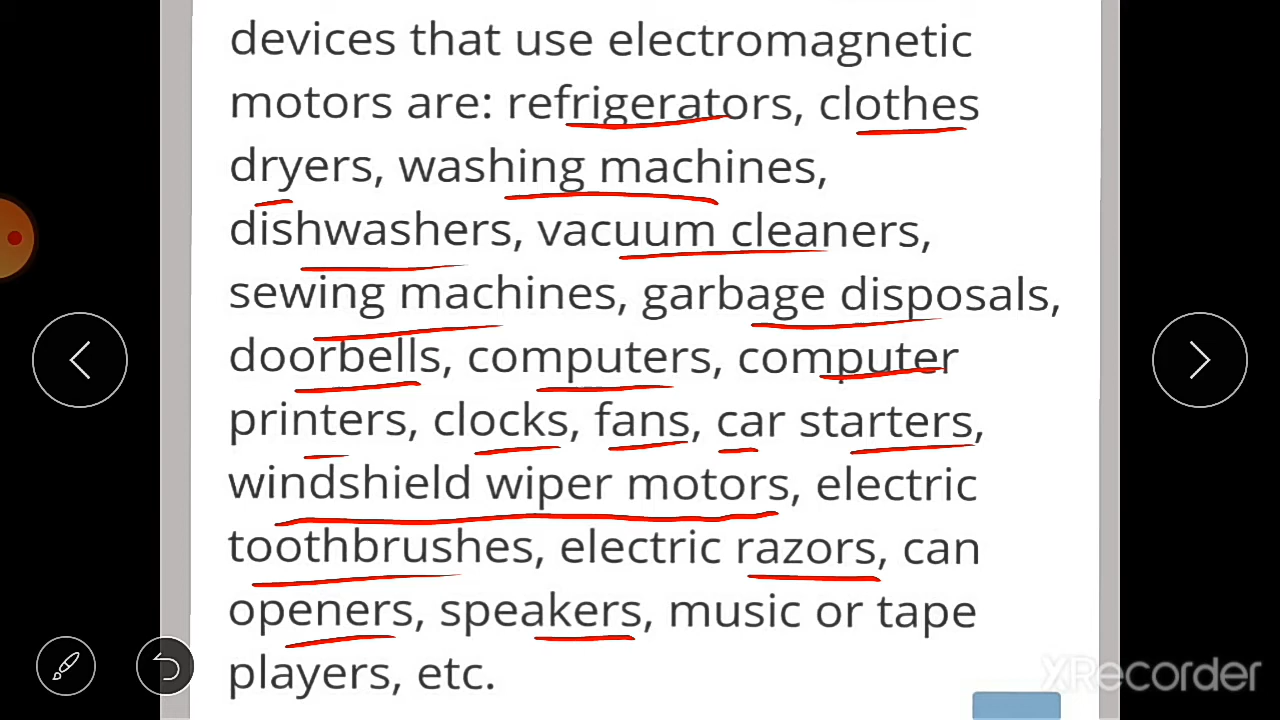 devices that use electromagnetic
motors are: refrigerators, clothes
dryers, washing machines,
dishwashers, vacuum cleaners,
sewing machines, garbage disposals,
doorbells, computers, computer
printers, clocks, fans, car starters,
windshield wiper motors, electric
toothbrushes, electric razors, can
openers, speakers, music or tape
players, etc.
XRecorder